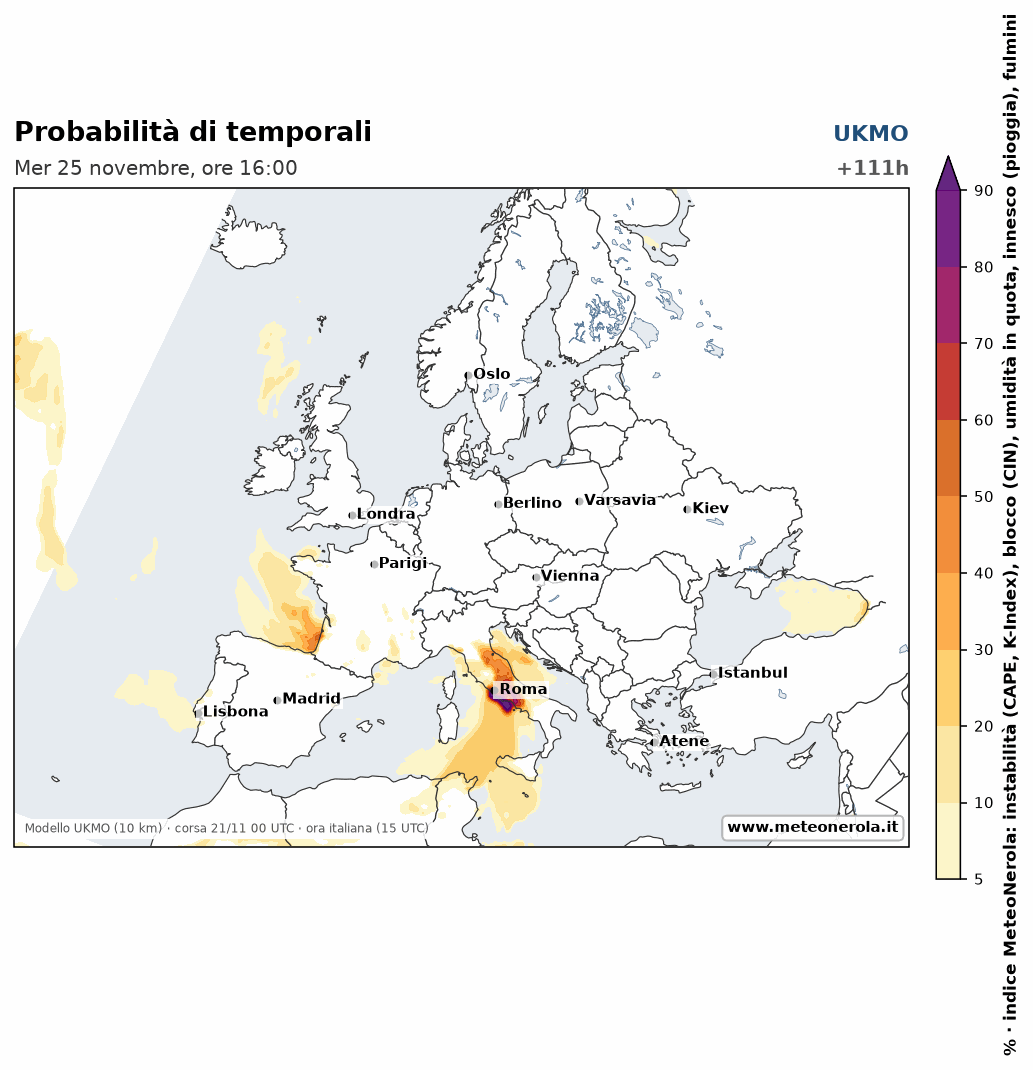 Probabilità di temporali
UKMO
Mer 25 novembre, ore 16:00
+111h
Oslo
Berlino
Varsavia
Kiev
Londra
Parigi
Vienna
Istanbul
Roma
Madrid
Lisbona
Atene
Modello UKMO (10 km) · corsa 21/11 00 UTC · ora italiana (15 UTC)
www.meteonerola.it
90
80
70
60
50
40
30
20
10
5
% · indice MeteoNerola: instabilità (CAPE, K-Index), blocco (CIN), umidità in quota, innesco (pioggia), fulmini